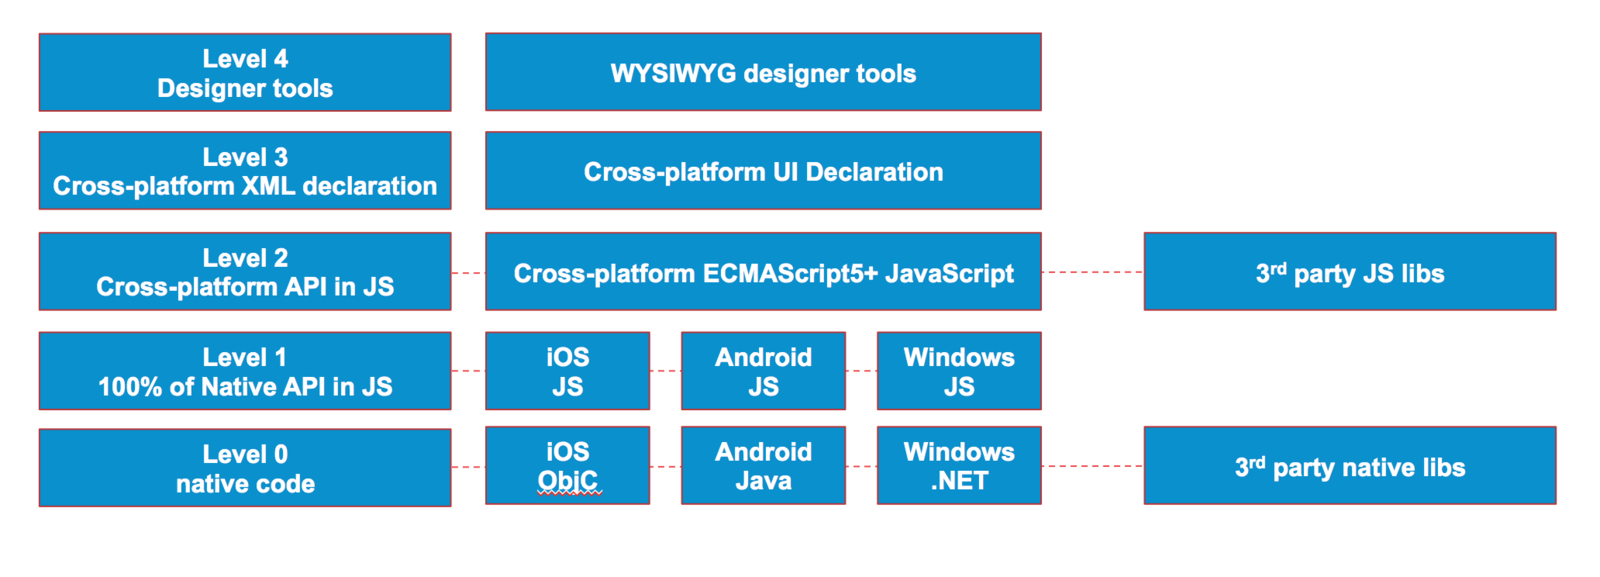 Level 4
Designer tools
WYSIWYG designer tools
Level 3
Cross-platform XML declaration
Cross-platform UI Declaration
Level 2
Cross-platform API in JS
Cross-platform ECMAScript5+ JavaScript
3rd party JS libs
Level 1
100% of Native API in JS
iOS
JS
Android
JS
Windows
JS
Level 0
native code
iOS
ObjC
Android
Java
Windows
.NET
3rd party native libs